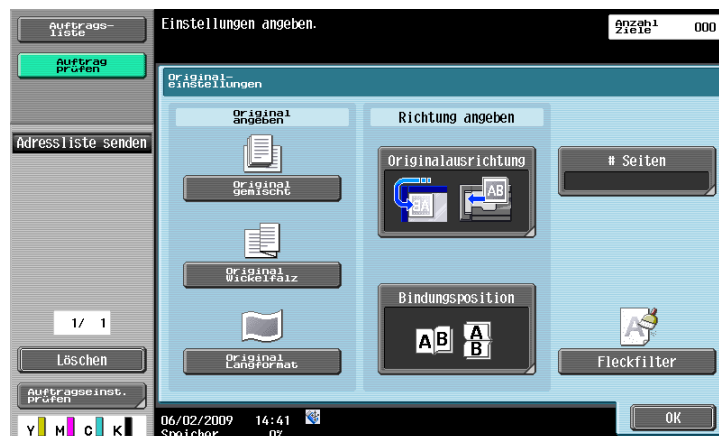 Auftrags-
liste
Auftrag
prüfen
Adressliste senden
1/ 1
Löschen
Auftragseinst.
prüfen
Y M C K
Einstellungen angeben.
Anzahl
Ziele 000
Original-
einstellungen
Original
angeben
Original
gemischt
Original
Wickelfalz
Original
Langformat
Richtung angeben
Originalausrichtung
AB AB
Bindungsposition
A B A
B
# Seiten
A
Fleckfilter
OK
06/02/2009 14:41
Speicher 0%